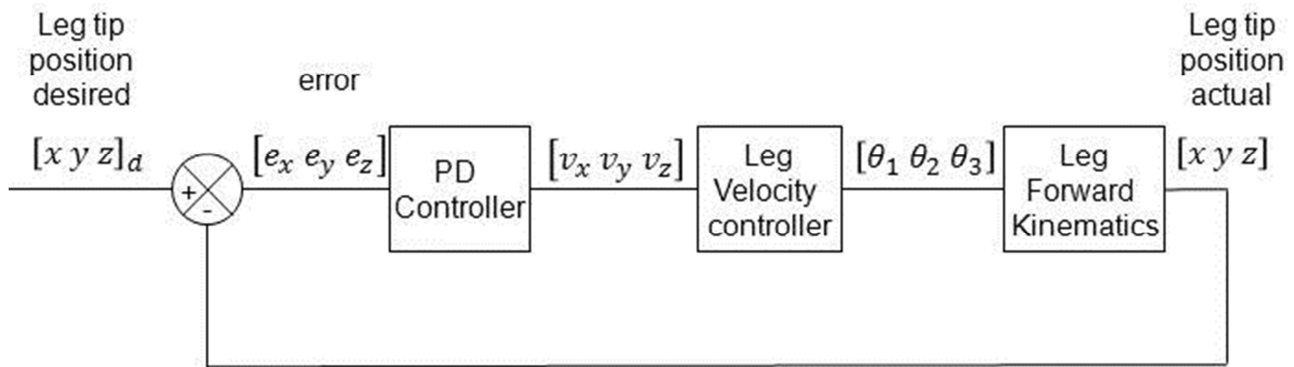 Leg tip
position
desired
error
Leg tip
position
actual
[x y z]_d
[e_x e_y e_z]
[v_x v_y v_z]
[θ_1 θ_2 θ_3]
[x y z]
+
-
PD
Controller
Leg
Velocity
controller
Leg
Forward
Kinematics